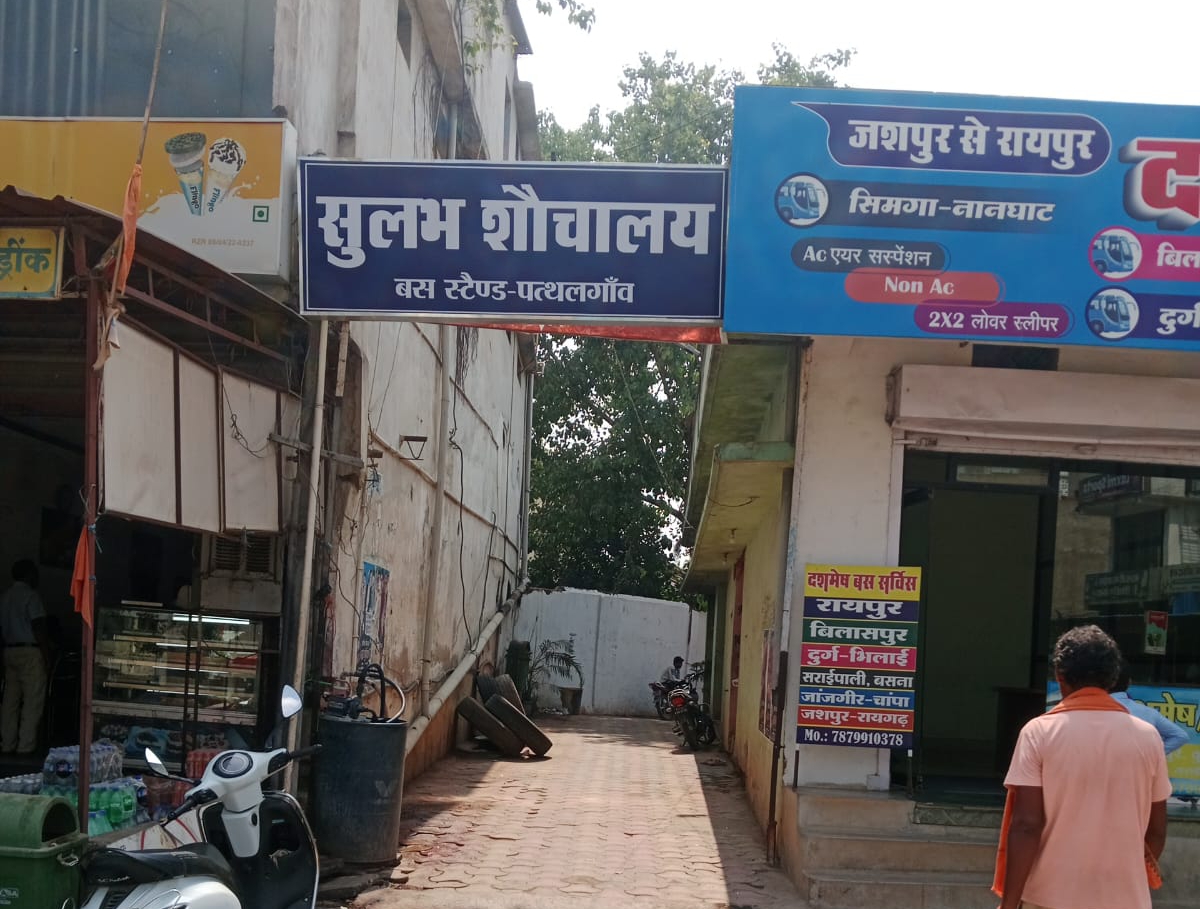 ड्रींक
सुलभ शौचालय
बस स्टैण्ड-पत्थलगाँव
जशपुर से रायपुर
सिमगा-नानघाट
Ac एयर सस्पेंशन
Non Ac
2X2 लोवर स्लीपर
द
बिल
दुर्ग
दशमेष बस सर्विस
रायपुर
बिलासपुर
दुर्ग-भिलाई
सराईपाली, बसना
जांजगीर-चांपा
जशपुर-रायगढ़
Mo.: 7879910378
मेष